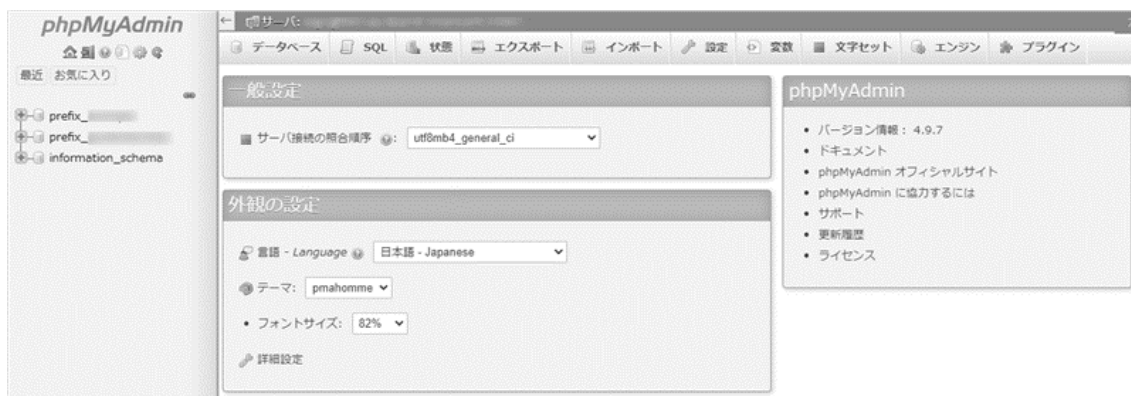 phpMyAdmin
最近 お気に入り
prefix_
prefix_
information_schema
サーバ:
データベース SQL 状態 エクスポート インポート 設定 変数 文字セット エンジン プラグイン
一般設定
サーバ接続の照合順序 : utf8mb4_general_ci
外観の設定
言語 - Language 日本語 - Japanese
テーマ: pmahomme
フォントサイズ: 82%
詳細設定
phpMyAdmin
バージョン情報： 4.9.7
ドキュメント
phpMyAdmin オフィシャルサイト
phpMyAdmin に協力するには
サポート
更新履歴
ライセンス